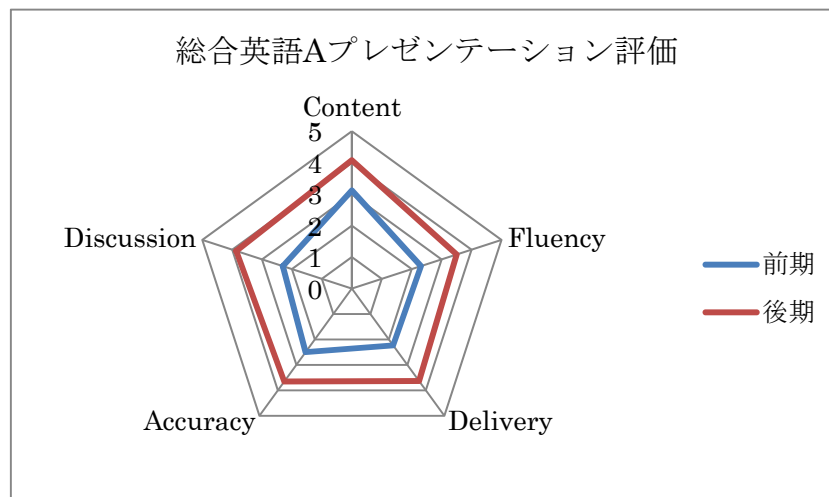 総合英語Aプレゼンテーション評価
Content
5
4
3
2
1
0
Fluency
Delivery
Accuracy
Discussion
前期
後期